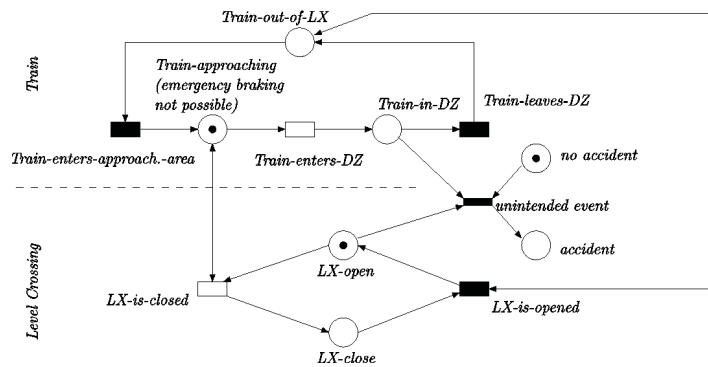 Train-out-of-LX
Train
Train-approaching
(emergency braking
not possible)
Train-in-DZ
Train-leaves-DZ
Train-enters-approach.-area
Train-enters-DZ
no accident
unintended event
accident
Level Crossing
LX-open
LX-is-closed
LX-is-opened
LX-close